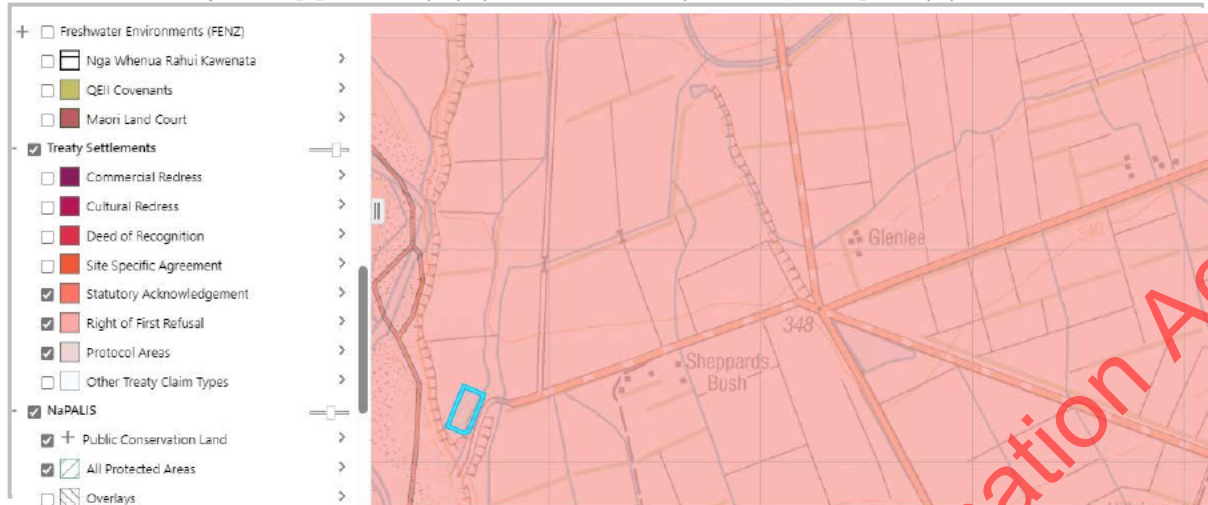 Freshwater Environments (FENZ)
Nga Whenua Rahui Kawenata
QEII Covenants
Maori Land Court
Treaty Settlements
Commercial Redress
Cultural Redress
Deed of Recognition
Site Specific Agreement
Statutory Acknowledgement
Right of First Refusal
Protocol Areas
Other Treaty Claim Types
NaPALIS
Public Conservation Land
All Protected Areas
Overlays
Glenlee
340
348
Sheppards
Bush
ation Ac